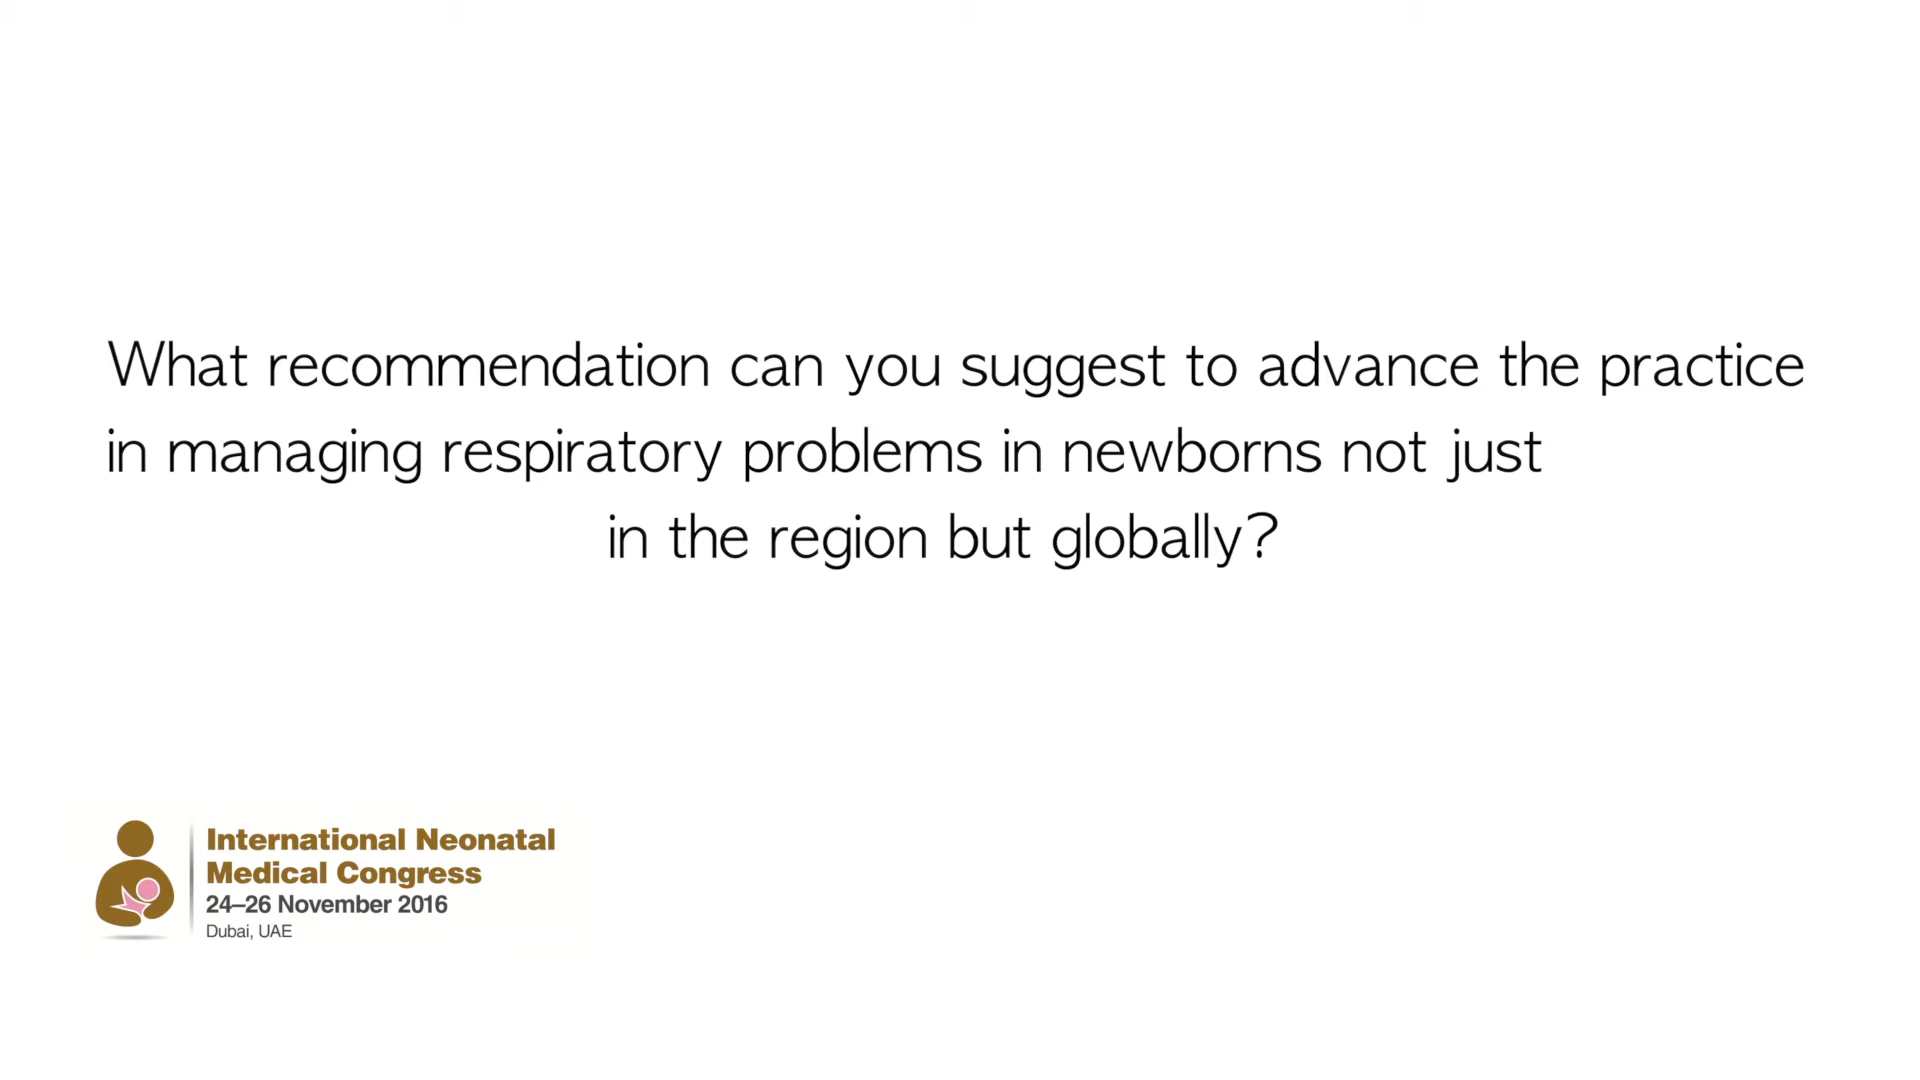 What recommendation can you suggest to advance the practice
in managing respiratory problems in newborns not just
in the region but globally?
International Neonatal
Medical Congress
24–26 November 2016
Dubai, UAE